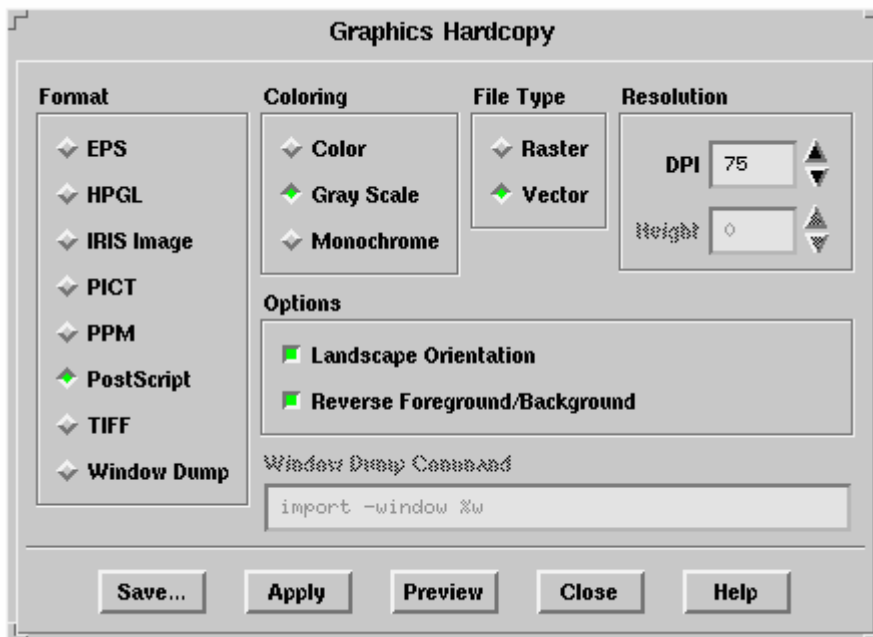 Graphics Hardcopy
Format
EPS
HPGL
IRIS Image
PICT
PPM
PostScript
TIFF
Window Dump
Coloring
Color
Gray Scale
Monochrome
File Type
Raster
Vector
Resolution
DPI 75
Height 0
Options
Landscape Orientation
Reverse Foreground/Background
Window Dump Command
import -window %w
Save... Apply Preview Close Help